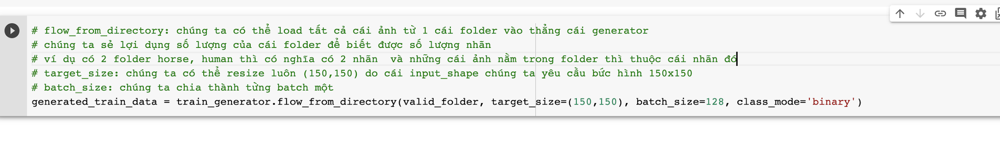 # flow_from_directory: chúng ta có thể load tất cả cái ảnh từ 1 cái folder vào thẳng cái generator
# chúng ta sẻ lợi dụng số lượng của cái folder để biết được số lượng nhãn
# ví dụ có 2 folder horse, human thì có nghĩa có 2 nhãn  và những cái ảnh nằm trong folder thì thuộc cái nhãn đó
# target_size: chúng ta có thể resize luôn (150,150) do cái input_shape chúng ta yêu cầu bức hình 150x150
# batch_size: chúng ta chia thành từng batch một
generated_train_data = train_generator.flow_from_directory(valid_folder, target_size=(150,150), batch_size=128, class_mode='binary')